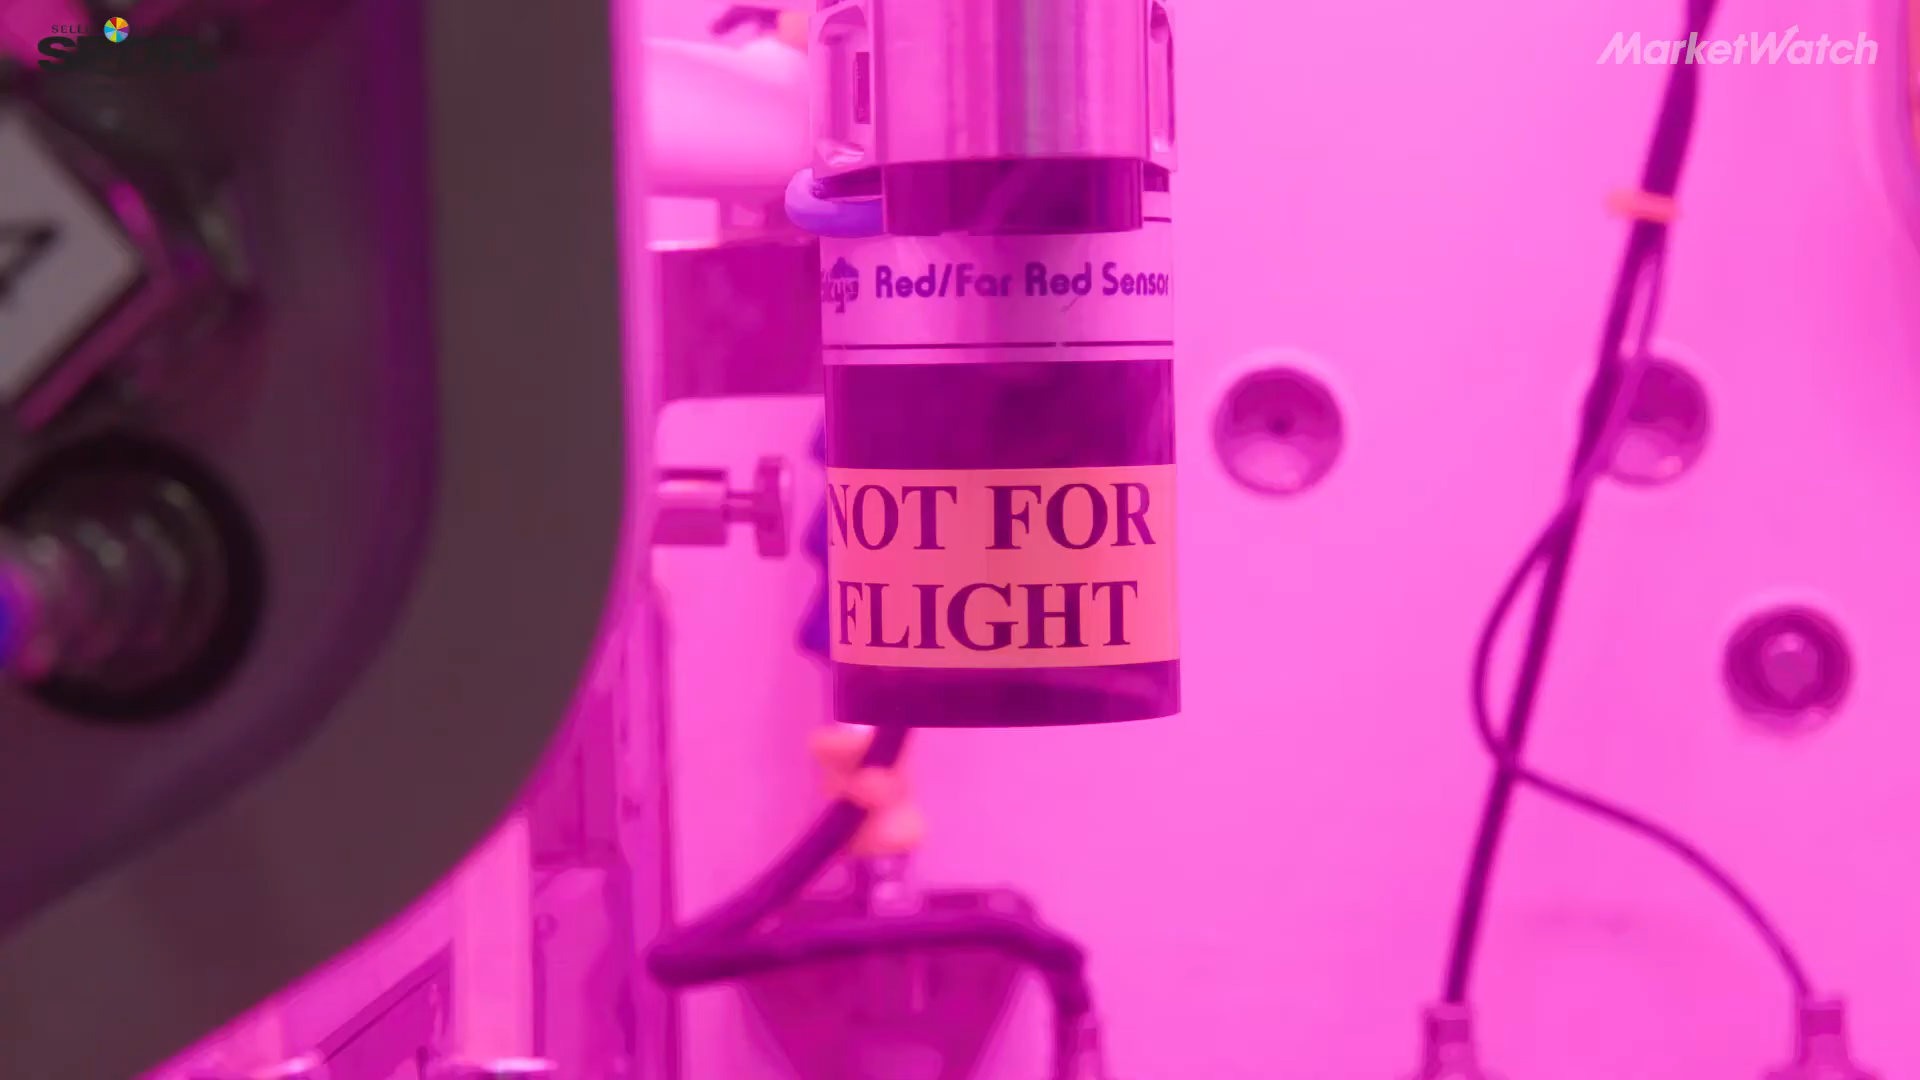 MarketWatch
Red/Far Red Sensor
NOT FOR
FLIGHT
A